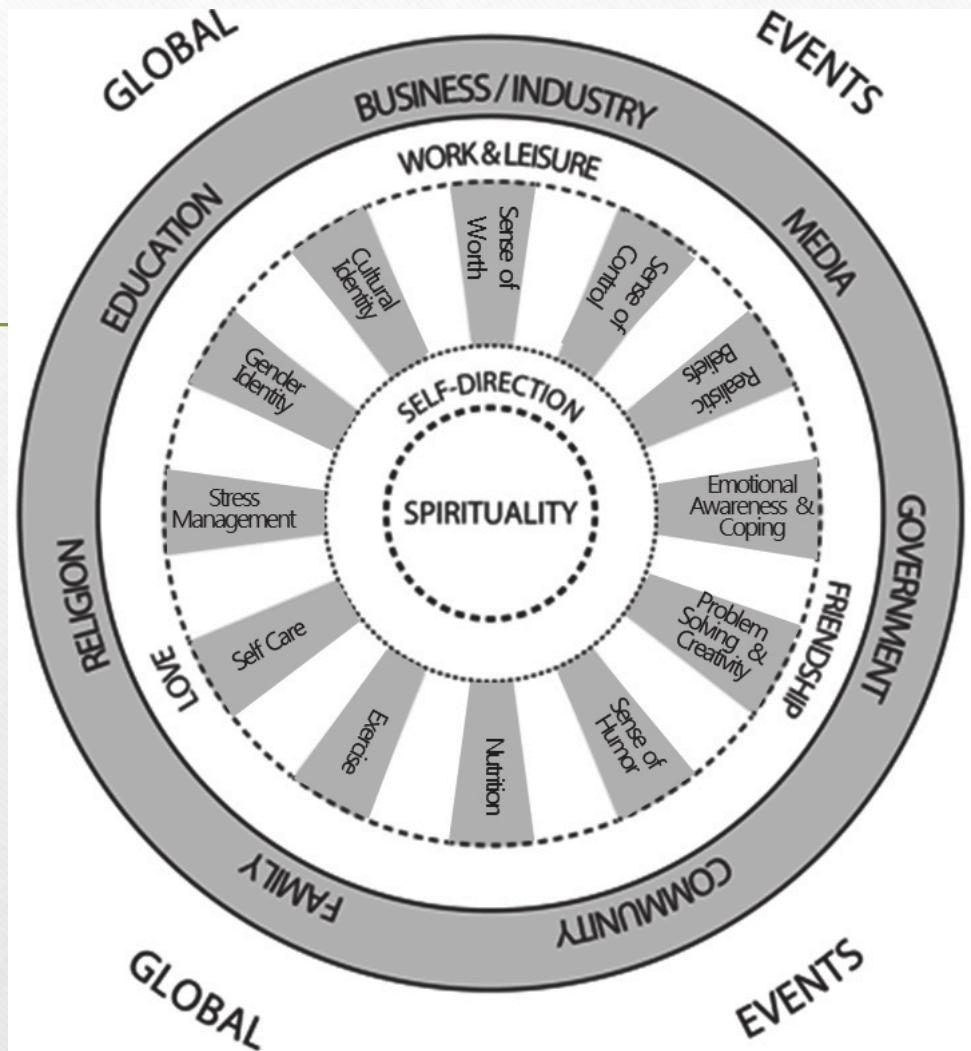 GLOBAL
EVENTS
BUSINESS / INDUSTRY
EDUCATION
MEDIA
RELIGION
GOVERNMENT
FAMILY
COMMUNITY
WORK & LEISURE
LOVE
FRIENDSHIP
Sense of
Worth
Sense of
Control
Realistic
Beliefs
Emotional
Awareness &
Coping
Problem
Solving &
Creativity
Sense of
Humor
Nutrition
Exercise
Self Care
Stress
Management
Gender
Identity
Cultural
Identity
SELF-DIRECTION
SPIRITUALITY
GLOBAL
EVENTS